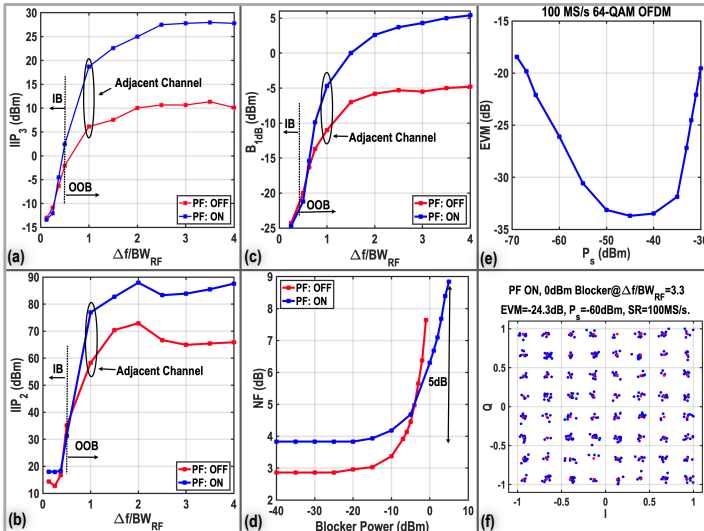 30
25
20
15
10
5
0
-5
-10
-15
IIP3 (dBm)
IB
OOB
Adjacent Channel
PF: OFF
PF: ON
0
1
2
3
4
Δf/BWRF
(a)
5
0
-5
-10
-15
-20
-25
B1dB (dBm)
IB
OOB
Adjacent Channel
PF: OFF
PF: ON
0
1
2
3
4
Δf/BWRF
(c)
100 MS/s 64-QAM OFDM
-15
-20
-25
-30
-35
EVM (dB)
-70
-60
-50
-40
-30
Ps (dBm)
(e)
90
80
70
60
50
40
30
20
10
IIP2 (dBm)
IB
OOB
Adjacent Channel
PF: OFF
PF: ON
0
1
2
3
4
Δf/BWRF
(b)
9
8
7
6
5
4
3
2
NF (dB)
PF: OFF
PF: ON
5dB
-40
-30
-20
-10
0
10
Blocker Power (dBm)
(d)
PF ON, 0dBm Blocker@Δf/BWRF=3.3
EVM=-24.3dB, Ps=-60dBm, SR=100MS/s.
1
0.5
0
-0.5
-1
Q
-1
-0.5
0
0.5
1
I
(f)